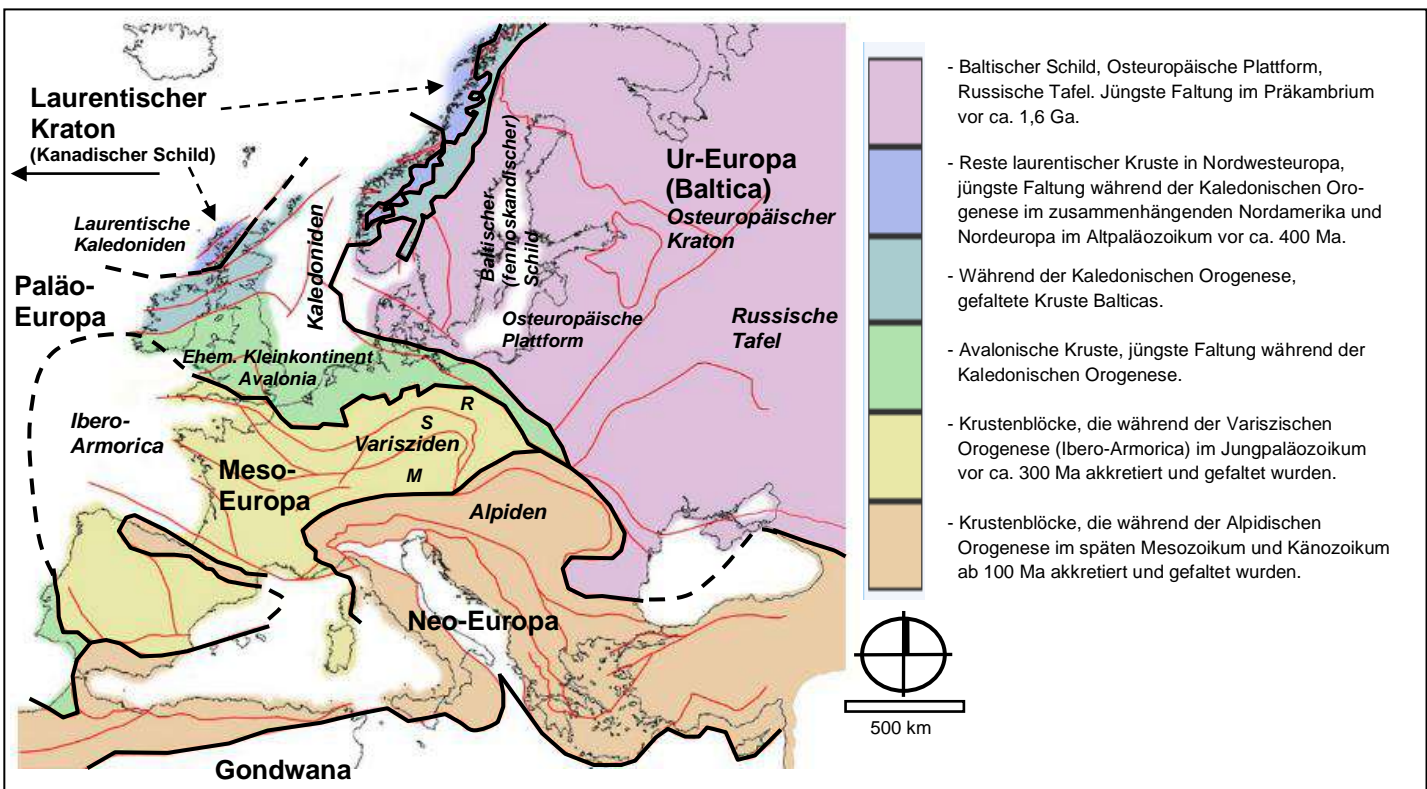 Laurentischer
Kraton
(Kanadischer Schild)
Laurentische
Kaledoniden
Paläo-
Europa
Kaledoniden
Baltischer
(fennoskandischer)
Schild
Ur-Europa
(Baltica)
Osteuropäischer
Kraton
Osteuropäische
Plattform
Russische
Tafel
Ehem. Kleinkontinent
Avalonia
Ibero-
Armorica
R
S
Varisziden
M
Meso-
Europa
Alpiden
Neo-Europa
Gondwana
- Baltischer Schild, Osteuropäische Plattform,
Russische Tafel. Jüngste Faltung im Präkambrium
vor ca. 1,6 Ga.
- Reste laurentischer Kruste in Nordwesteuropa,
jüngste Faltung während der Kaledonischen Oro-
genese im zusammenhängenden Nordamerika und
Nordeuropa im Altpaläozoikum vor ca. 400 Ma.
- Während der Kaledonischen Orogenese,
gefaltete Kruste Balticas.
- Avalonische Kruste, jüngste Faltung während der
Kaledonischen Orogenese.
- Krustenblöcke, die während der Variszischen
Orogenese (Ibero-Armorica) im Jungpaläozoikum
vor ca. 300 Ma akkretiert und gefaltet wurden.
- Krustenblöcke, die während der Alpidischen
Orogenese im späten Mesozoikum und Känozoikum
ab 100 Ma akkretiert und gefaltet wurden.
500 km